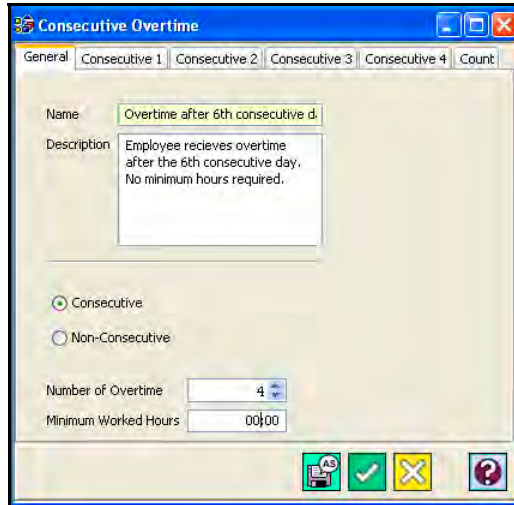 Consecutive Overtime
General Consecutive 1 Consecutive 2 Consecutive 3 Consecutive 4 Count
Name Overtime after 6th consecutive d
Description Employee recieves overtime
after the 6th consecutive day.
No minimum hours required.
Consecutive
Non-Consecutive
Number of Overtime 4
Minimum Worked Hours 00:00
AS
?